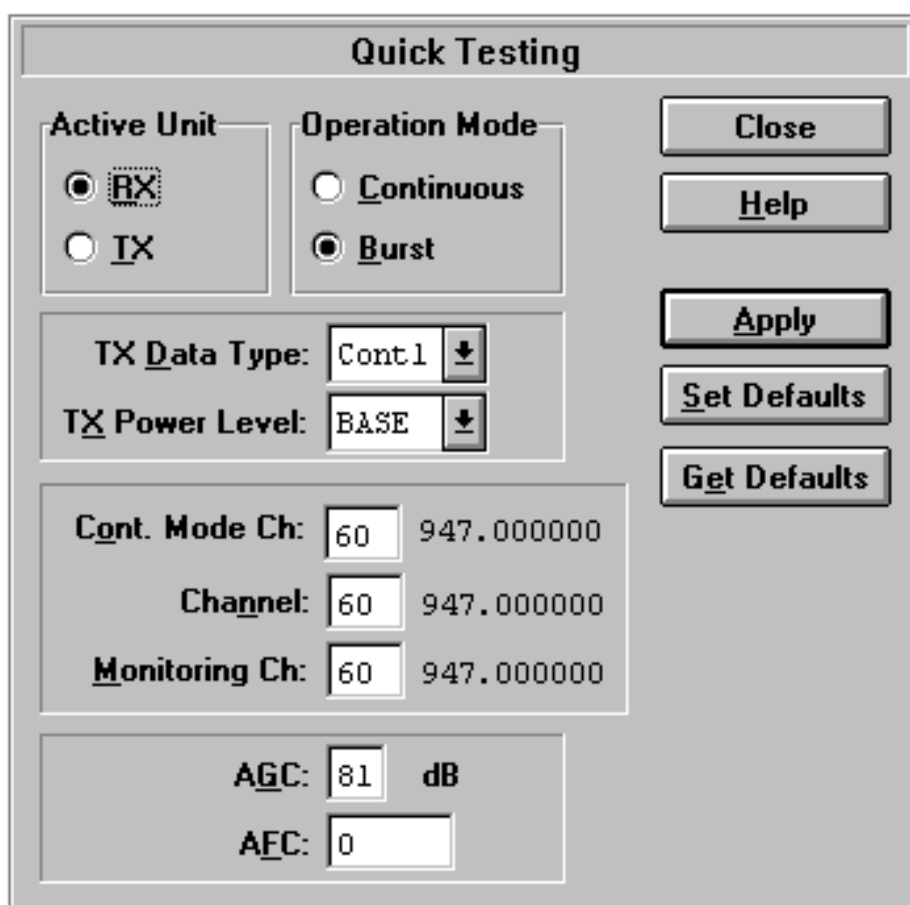 Quick Testing
Active Unit
RX
TX
Operation Mode
Continuous
Burst
Close
Help
Apply
Set Defaults
Get Defaults
TX Data Type: Cont1
TX Power Level: BASE
Cont. Mode Ch: 60 947.000000
Channel: 60 947.000000
Monitoring Ch: 60 947.000000
AGC: 81 dB
AFC: 0